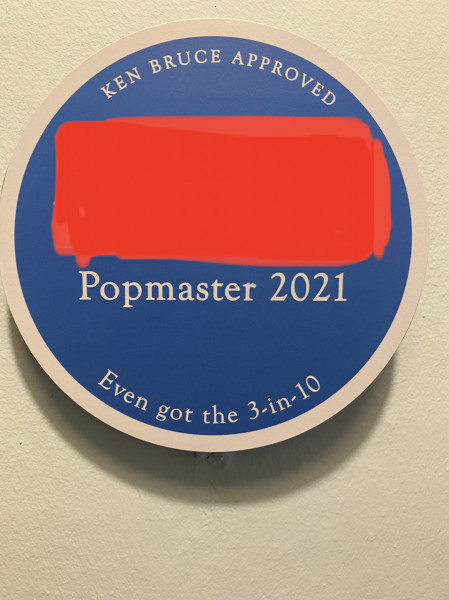 KEN BRUCE APPROVED
Popmaster 2021
Even got the 3-in-10